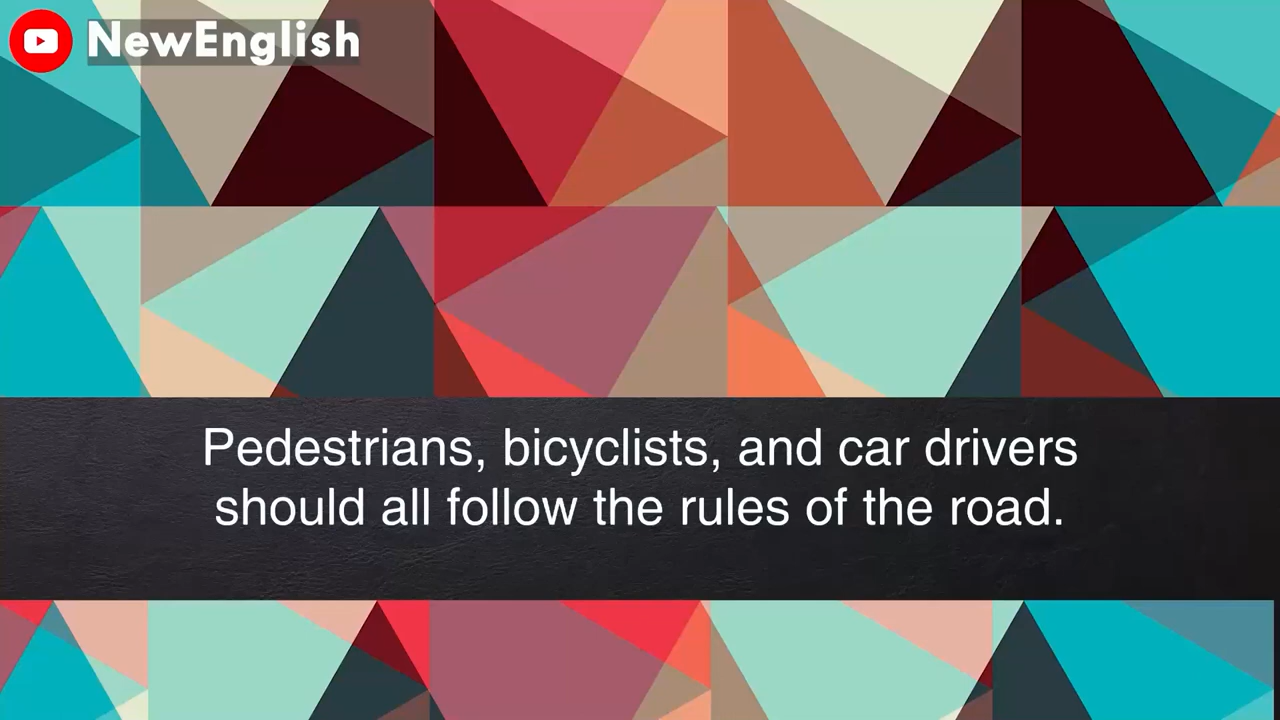 NewEnglish
Pedestrians, bicyclists, and car drivers
should all follow the rules of the road.